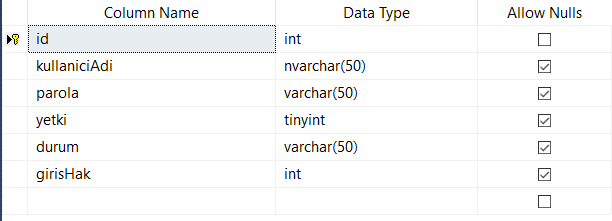 Column Name Data Type Allow Nulls
id int
kullaniciAdi nvarchar(50)
parola varchar(50)
yetki tinyint
durum varchar(50)
girisHak int